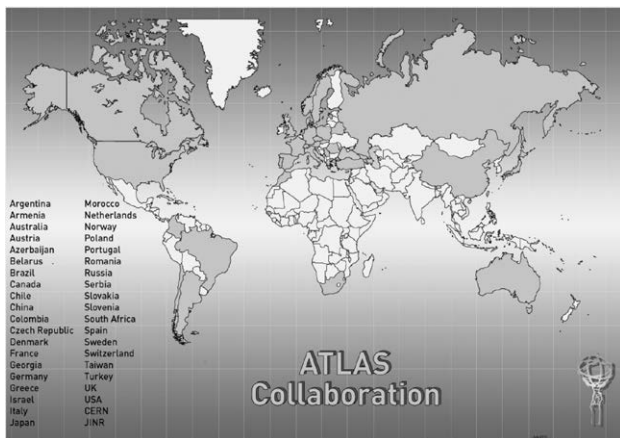 Argentina
Armenia
Australia
Austria
Azerbaijan
Belarus
Brazil
Canada
Chile
China
Colombia
Czech Republic
Denmark
France
Georgia
Germany
Greece
Israel
Italy
Japan
Morocco
Netherlands
Norway
Poland
Portugal
Romania
Russia
Serbia
Slovakia
Slovenia
South Africa
Spain
Sweden
Switzerland
Taiwan
Turkey
UK
USA
CERN
JINR
ATLAS
Collaboration